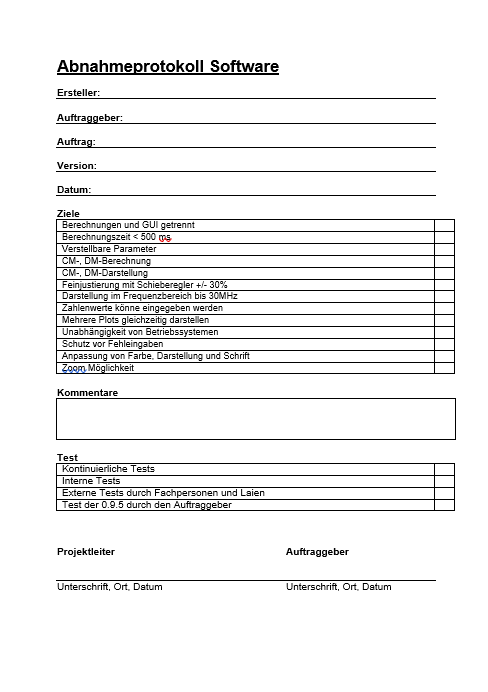 Abnahmeprotokoll Software
Ersteller:
Auftraggeber:
Auftrag:
Version:
Datum:
Ziele
Berechnungen und GUI getrennt
Berechnungszeit < 500 ms
Verstellbare Parameter
CM-, DM-Berechnung
CM-, DM-Darstellung
Feinjustierung mit Schieberegler +/- 30%
Darstellung im Frequenzbereich bis 30MHz
Zahlenwerte könne eingegeben werden
Mehrere Plots gleichzeitig darstellen
Unabhängigkeit von Betriebssystemen
Schutz vor Fehleingaben
Anpassung von Farbe, Darstellung und Schrift
Zoom Möglichkeit
Kommentare
Test
Kontinuierliche Tests
Interne Tests
Externe Tests durch Fachpersonen und Laien
Test der 0.9.5 durch den Auftraggeber
Projektleiter Auftraggeber
Unterschrift, Ort, Datum Unterschrift, Ort, Datum